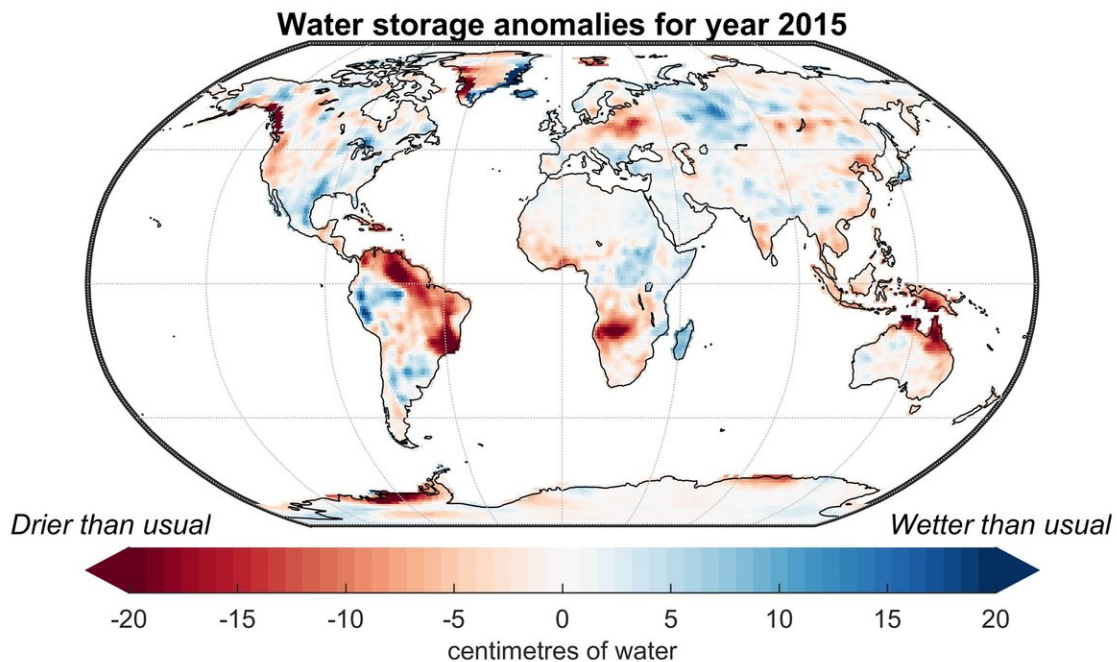 Water storage anomalies for year 2015
Drier than usual
Wetter than usual
-20 -15 -10 -5 0 5 10 15 20
centimetres of water